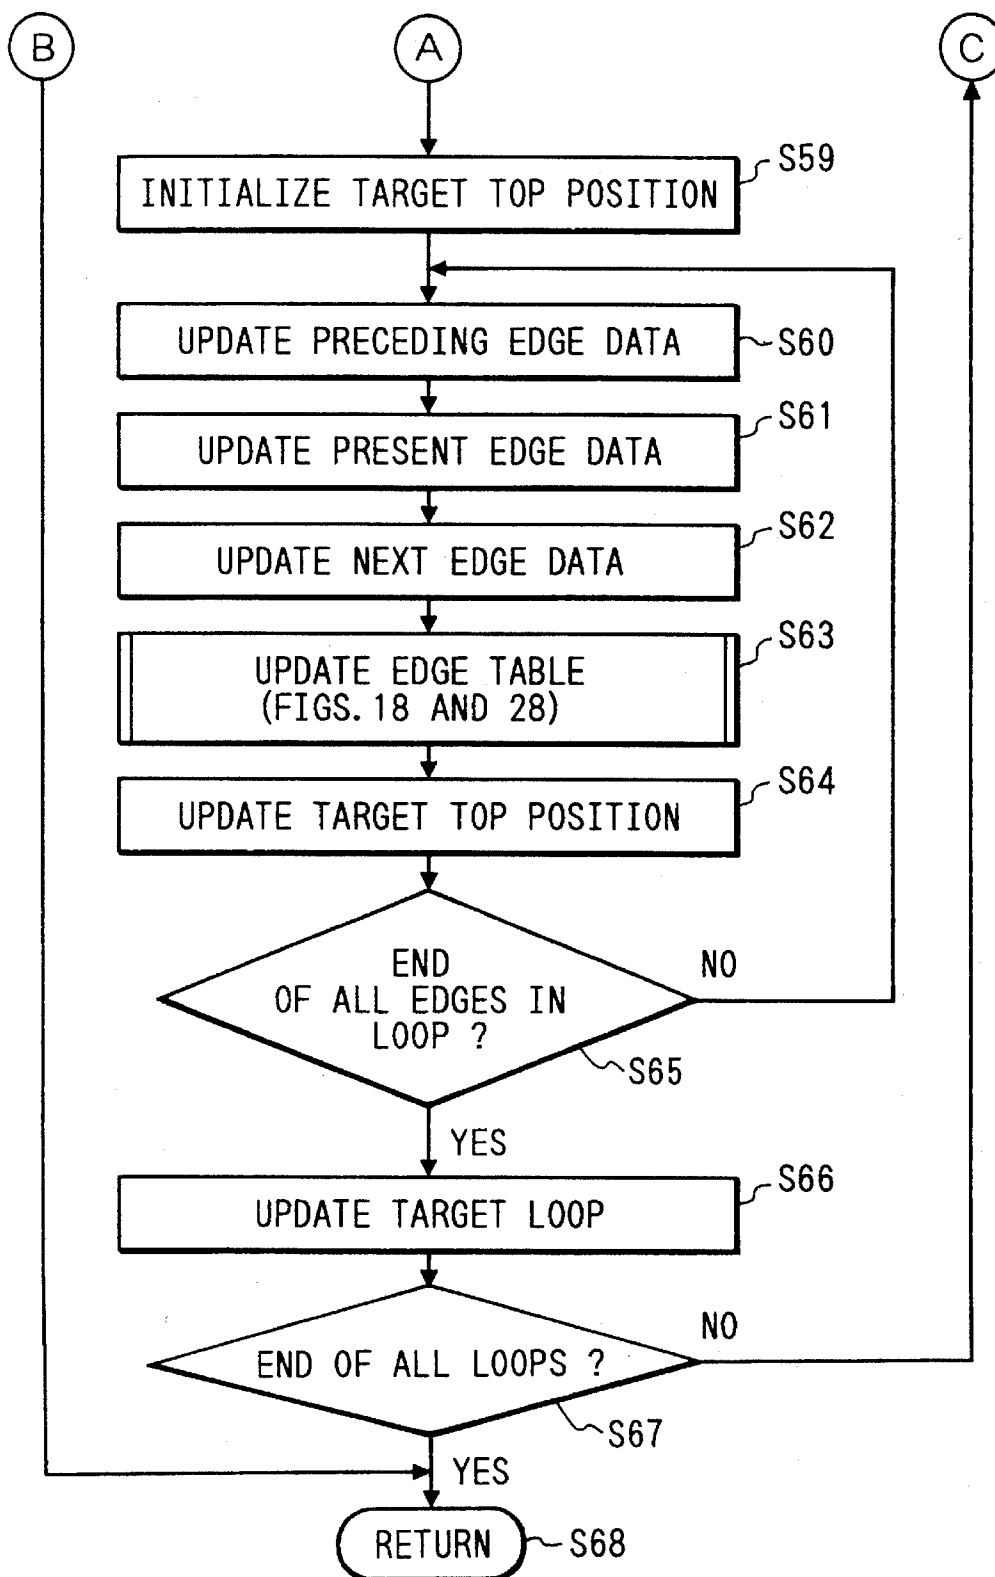 B
A
C
S59
INITIALIZE TARGET TOP POSITION
UPDATE PRECEDING EDGE DATA
S60
S61
UPDATE PRESENT EDGE DATA
S62
UPDATE NEXT EDGE DATA
S63
UPDATE EDGE TABLE
(FIGS.18 AND 28)
S64
UPDATE TARGET TOP POSITION
END
OF ALL EDGES IN
LOOP ?
NO
S65
YES
S66
UPDATE TARGET LOOP
NO
END OF ALL LOOPS ?
S67
YES
RETURN
S68